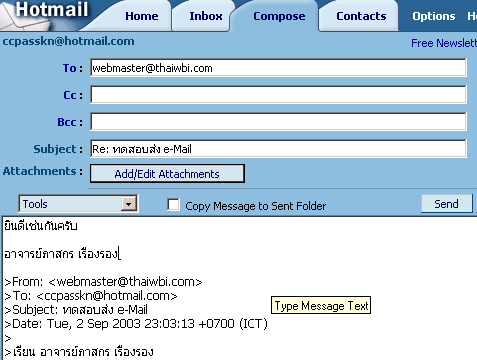 Hotmail Home Inbox Compose Contacts Options H
ccpasskn@hotmail.com Free Newslett
To : webmaster@thaiwbi.com
Cc :
Bcc :
Subject : Re: ทดสอบส่ง e-Mail
Attachments : Add/Edit Attachments
Tools Copy Message to Sent Folder Send
ยินดีเช่นกันครับ
อาจารย์ภาสกร เรืองรอง
>From: <webmaster@thaiwbi.com>
>To: <ccpasskn@hotmail.com>
>Subject: ทดสอบส่ง e-Mail
Type Message Text
>Date: Tue, 2 Sep 2003 23:03:13 +0700 (ICT)
>
>เรียน อาจารย์ภาสกร เรืองรอง